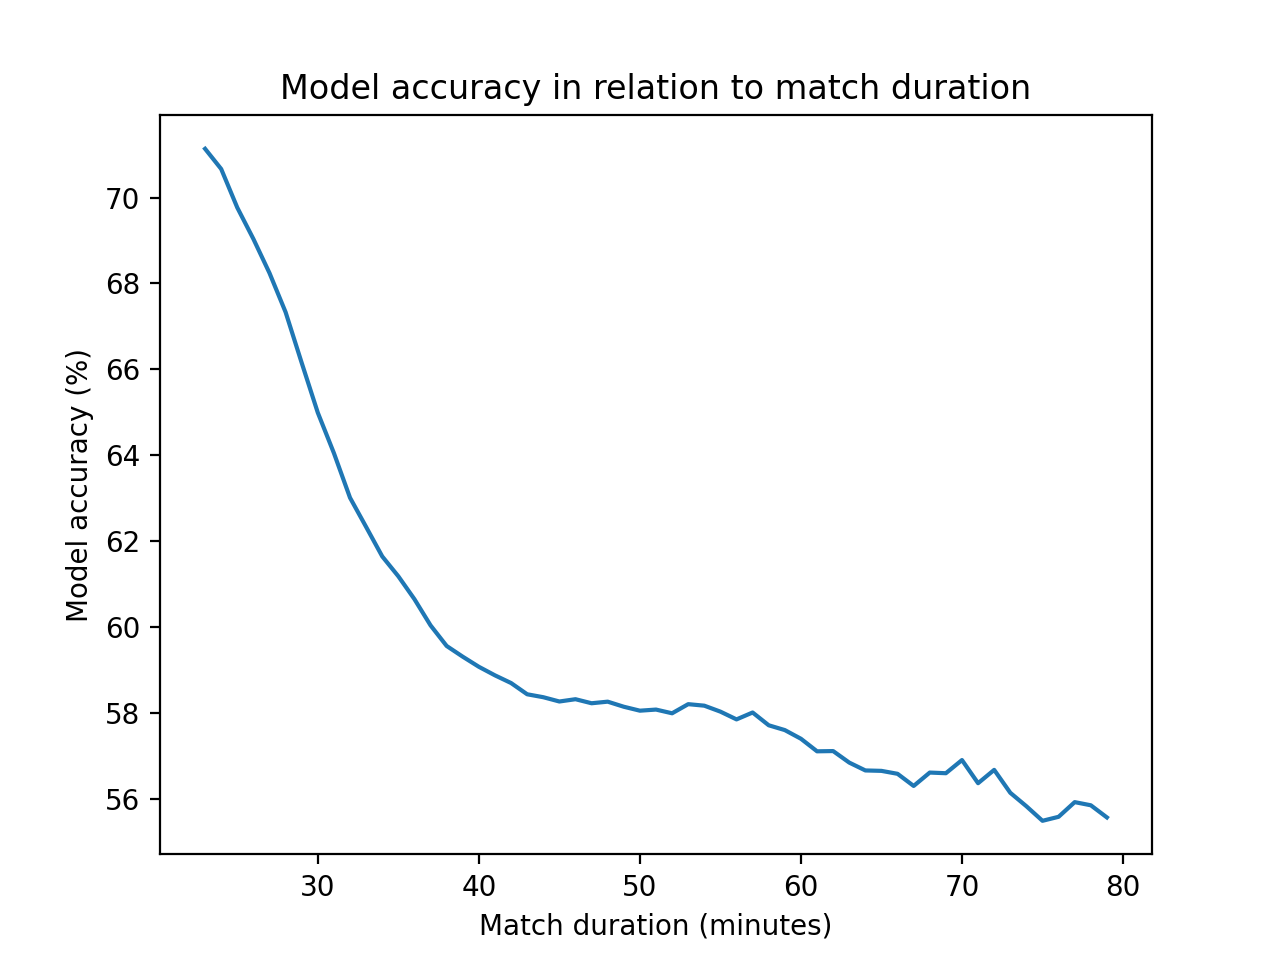 Model accuracy in relation to match duration
70
68
66
64
62
60
58
56
Model accuracy (%)
30 40 50 60 70 80
Match duration (minutes)